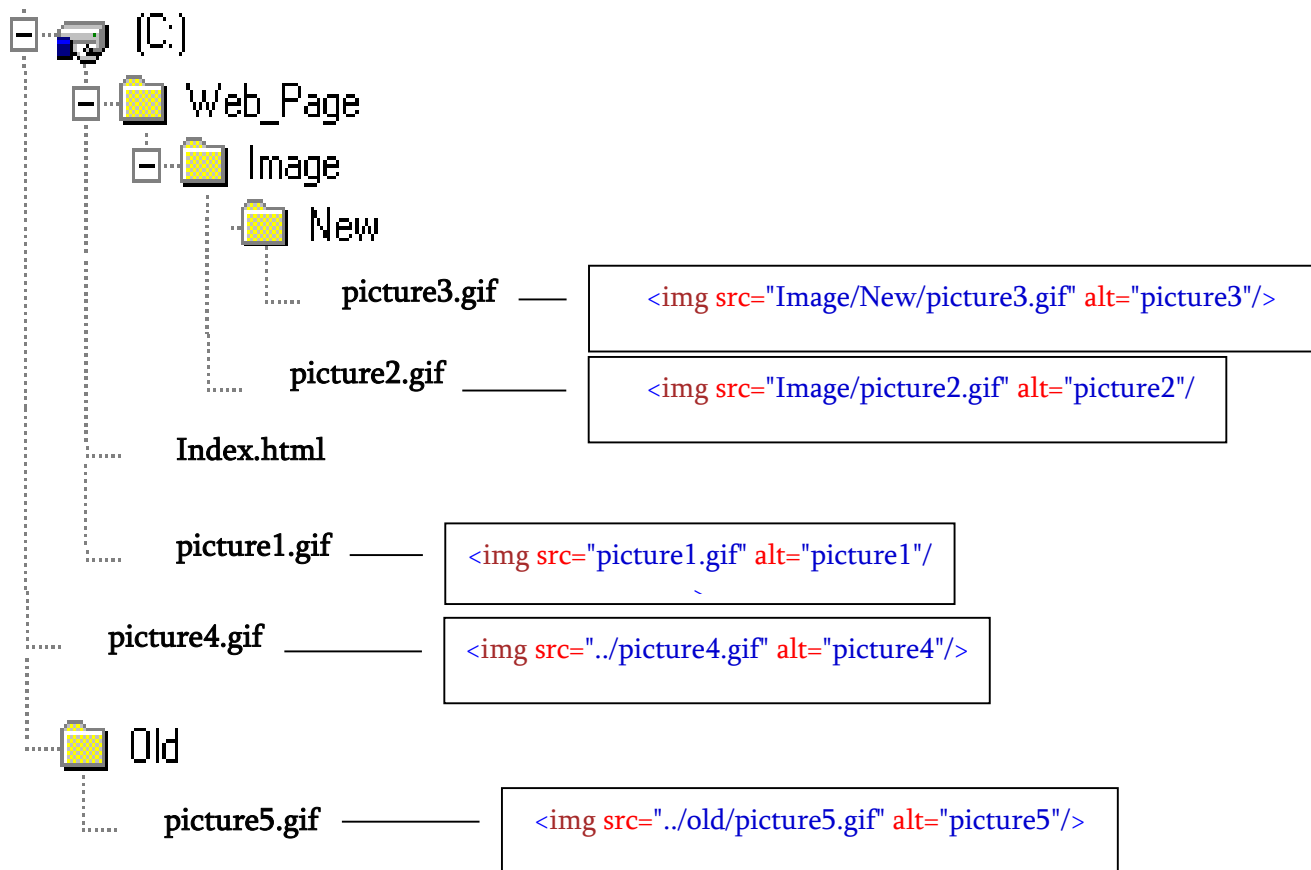 (C:)
Web_Page
Image
New
picture3.gif
<img src="Image/New/picture3.gif" alt="picture3"/>
picture2.gif
<img src="Image/picture2.gif" alt="picture2"/
Index.html
picture1.gif
<img src="picture1.gif" alt="picture1"/
>
picture4.gif
<img src="../picture4.gif" alt="picture4"/>
Old
picture5.gif
<img src="../old/picture5.gif" alt="picture5"/>